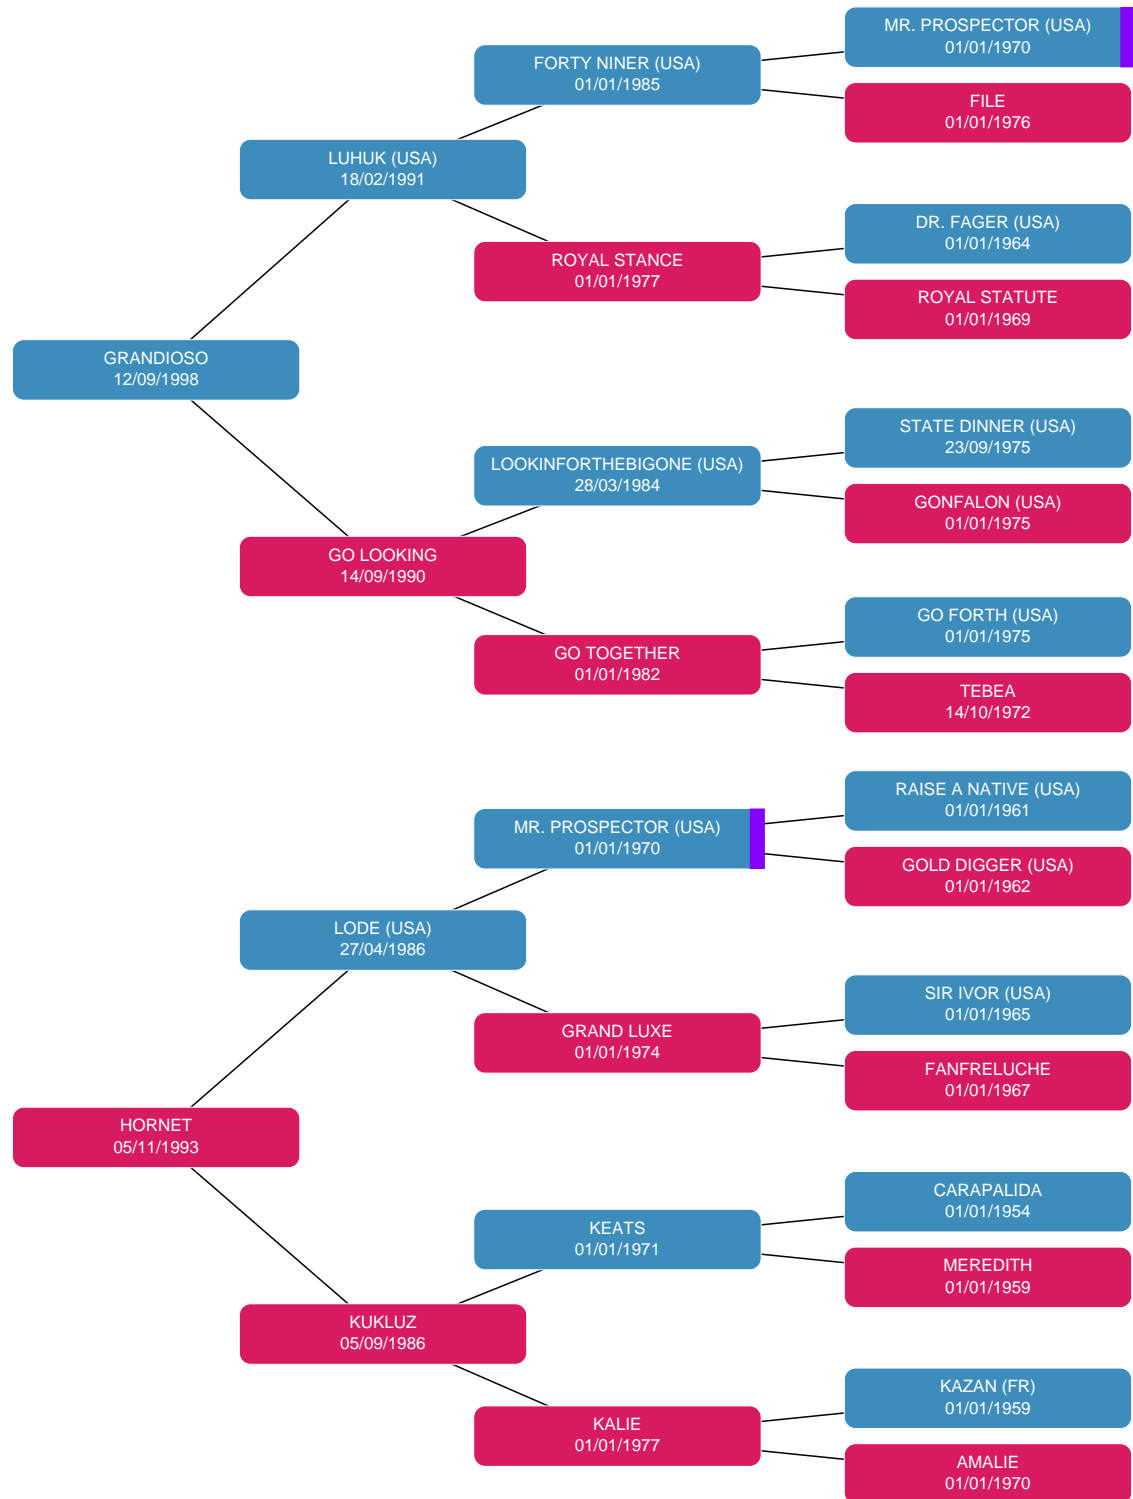 MR. PROSPECTOR (USA)
01/01/1970
FORTY NINER (USA)
01/01/1985
FILE
01/01/1976
LUHUK (USA)
18/02/1991
DR. FAGER (USA)
01/01/1964
ROYAL STANCE
01/01/1977
ROYAL STATUTE
01/01/1969
GRANDIOSO
12/09/1998
STATE DINNER (USA)
23/09/1975
LOOKINFORTHEBIGONE (USA)
28/03/1984
GONFALON (USA)
01/01/1975
GO LOOKING
14/09/1990
GO FORTH (USA)
01/01/1975
GO TOGETHER
01/01/1982
TEBEA
14/10/1972
RAISE A NATIVE (USA)
01/01/1961
MR. PROSPECTOR (USA)
01/01/1970
GOLD DIGGER (USA)
01/01/1962
LODE (USA)
27/04/1986
SIR IVOR (USA)
01/01/1965
GRAND LUXE
01/01/1974
FANFRELUCHE
01/01/1967
HORNET
05/11/1993
CARAPALIDA
01/01/1954
KEATS
01/01/1971
MEREDITH
01/01/1959
KUKLUZ
05/09/1986
KAZAN (FR)
01/01/1959
KALIE
01/01/1977
AMALIE
01/01/1970